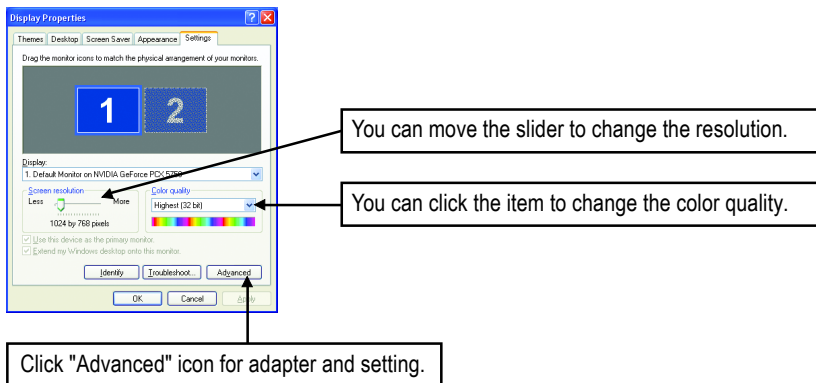 Display Properties
Themes Desktop Screen Saver Appearance Settings
Drag the monitor icons to match the physical arrangement of your monitors.
1 2
Display:
1. Default Monitor on NVIDIA GeForce PCX 5750
Screen resolution
Less More
1024 by 768 pixels
Color quality
Highest (32 bit)
Use this device as the primary monitor.
Extend my Windows desktop onto this monitor.
Identify Troubleshoot... Advanced
OK Cancel Apply
You can move the slider to change the resolution.
You can click the item to change the color quality.
Click "Advanced" icon for adapter and setting.